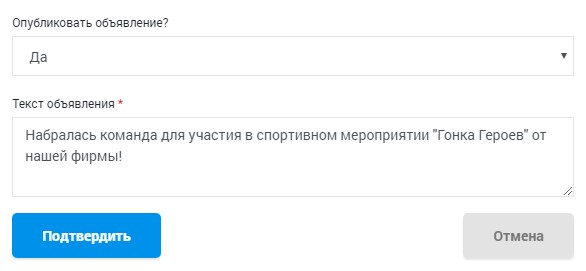 Опубликовать объявление?
Да
Текст объявления *
Набралась команда для участия в спортивном мероприятии "Гонка Героев" от
нашей фирмы!
Подтвердить
Отмена